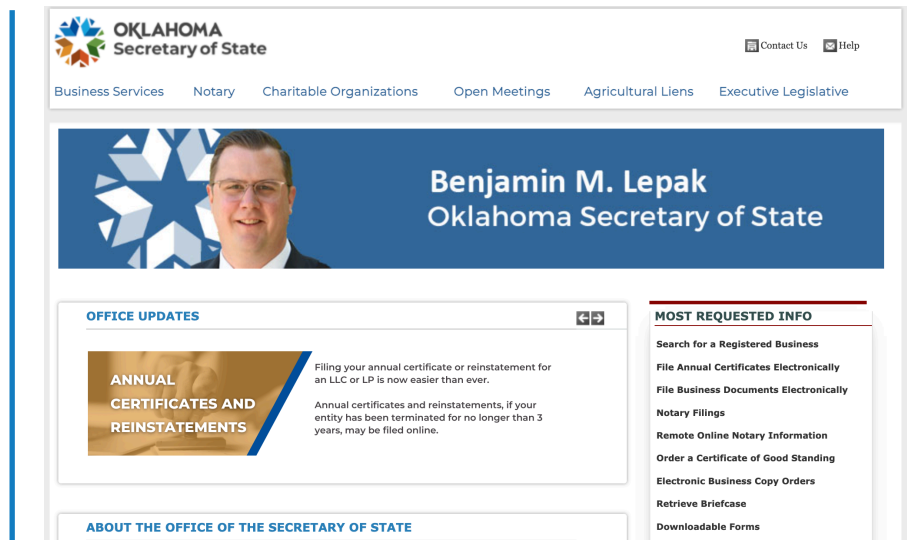 OKLAHOMA
Secretary of State
Contact Us Help
Business Services Notary Charitable Organizations Open Meetings Agricultural Liens Executive Legislative
Benjamin M. Lepak
Oklahoma Secretary of State
OFFICE UPDATES
ANNUAL
CERTIFICATES AND
REINSTATEMENTS
Filing your annual certificate or reinstatement for
an LLC or LP is now easier than ever.
Annual certificates and reinstatements, if your
entity has been terminated for no longer than 3
years, may be filed online.
ABOUT THE OFFICE OF THE SECRETARY OF STATE
MOST REQUESTED INFO
Search for a Registered Business
File Annual Certificates Electronically
File Business Documents Electronically
Notary Filings
Remote Online Notary Information
Order a Certificate of Good Standing
Electronic Business Copy Orders
Retrieve Briefcase
Downloadable Forms